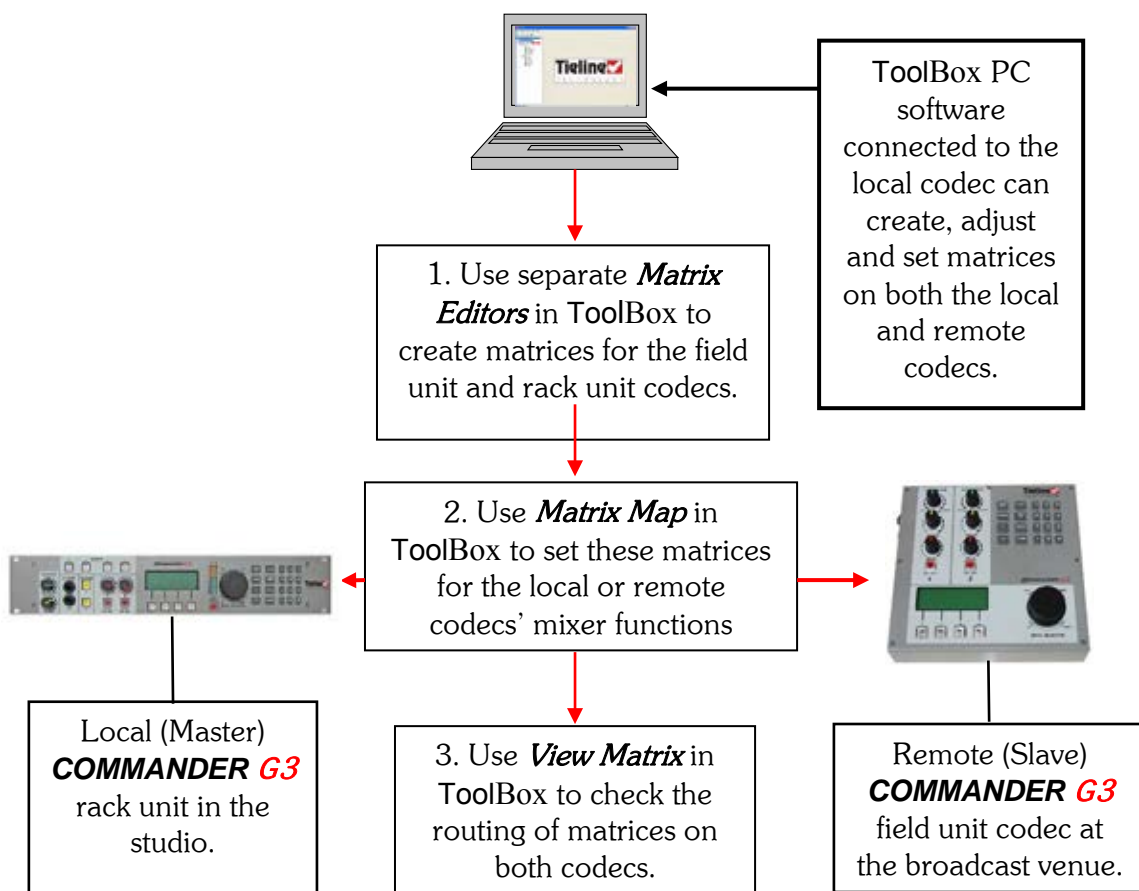 Tieline
ToolBox PC
software
connected to the
local codec can
create, adjust
and set matrices
on both the local
and remote
codecs.
1. Use separate Matrix
Editors in ToolBox to
create matrices for the field
unit and rack unit codecs.
2. Use Matrix Map in
ToolBox to set these matrices
for the local or remote
codecs' mixer functions
Tieline
Local (Master)
COMMANDER G3
rack unit in the
studio.
3. Use View Matrix in
ToolBox to check the
routing of matrices on
both codecs.
Remote (Slave)
COMMANDER G3
field unit codec at
the broadcast venue.